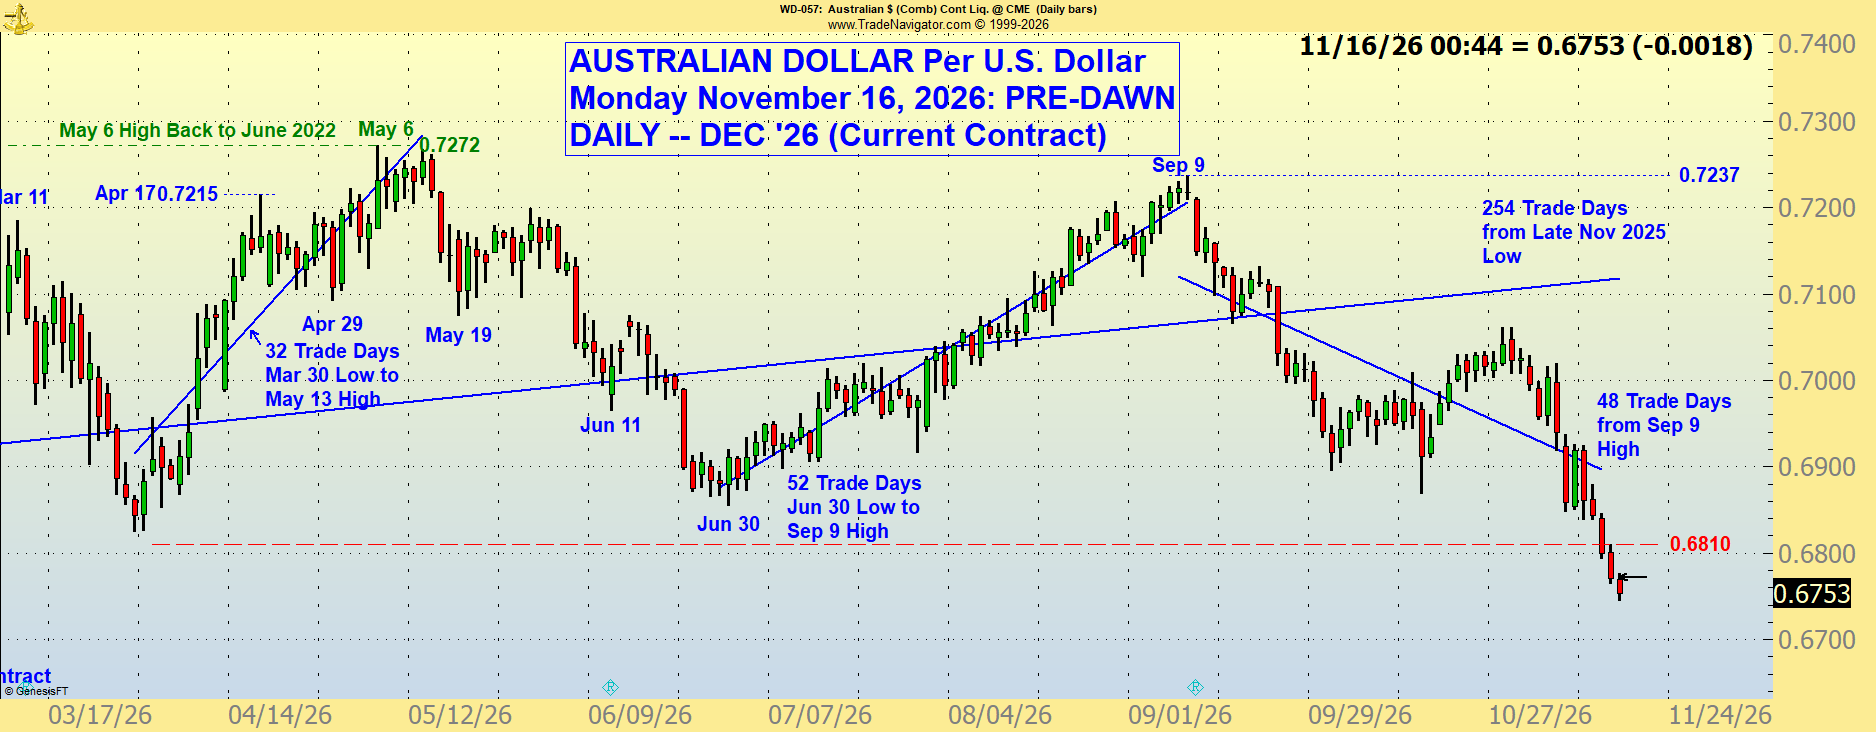 WD-057: Australian $ (Comb) Cont Liq. @ CME (Daily bars)
www.TradeNavigator.com © 1999-2026
11/16/26 00:44 = 0.6753 (-0.0018)
AUSTRALIAN DOLLAR Per U.S. Dollar
Monday November 16, 2026: PRE-DAWN
DAILY -- DEC '26 (Current Contract)
May 6 High Back to June 2022
May 6
0.7272
ar 11
Apr 17
0.7215
Sep 9
0.7237
254 Trade Days
from Late Nov 2025
Low
Apr 29
32 Trade Days
Mar 30 Low to
May 13 High
May 19
Jun 11
48 Trade Days
from Sep 9
High
52 Trade Days
Jun 30 Low to
Sep 9 High
Jun 30
0.6810
ntract
© GenesisFT
R
R
0.7400
0.7300
0.7200
0.7100
0.7000
0.6900
0.6800
0.6753
0.6700
03/17/26
04/14/26
05/12/26
06/09/26
07/07/26
08/04/26
09/01/26
09/29/26
10/27/26
11/24/26